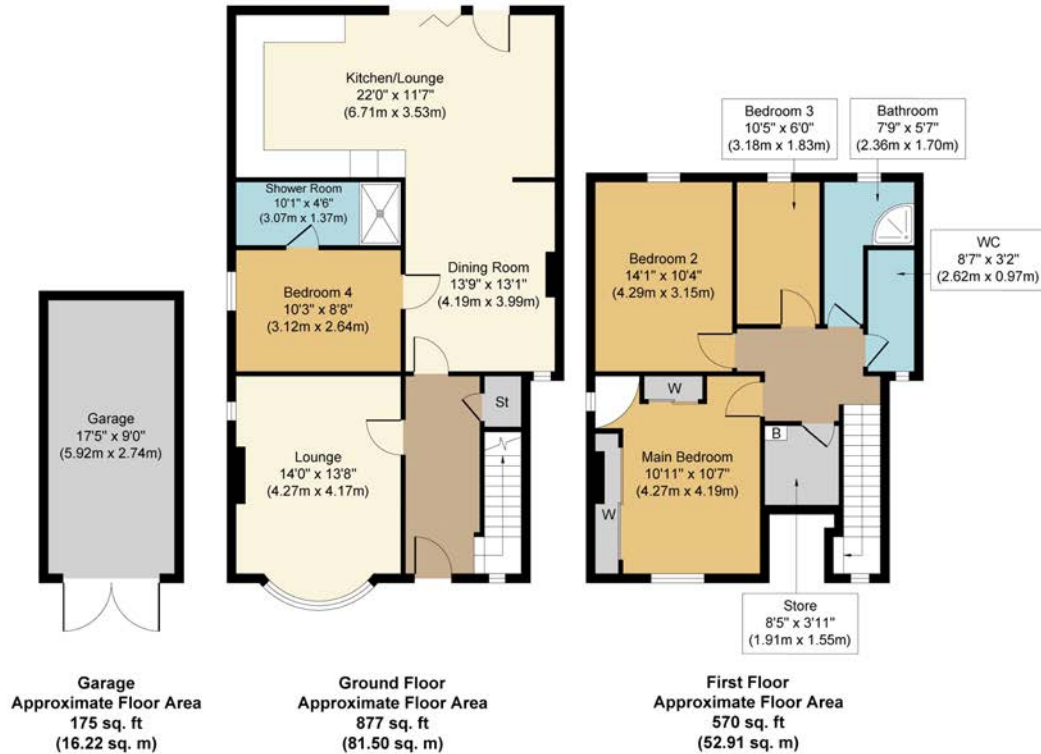 Kitchen/Lounge
22'0" x 11'7"
(6.71m x 3.53m)
Shower Room
10'1" x 4'6"
(3.07m x 1.37m)
Dining Room
13'9" x 13'1"
(4.19m x 3.99m)
Bedroom 4
10'3" x 8'8"
(3.12m x 2.64m)
St
Lounge
14'0" x 13'8"
(4.27m x 4.17m)
Garage
17'5" x 9'0"
(5.92m x 2.74m)
Bedroom 3
10'5" x 6'0"
(3.18m x 1.83m)
Bathroom
7'9" x 5'7"
(2.36m x 1.70m)
WC
8'7" x 3'2"
(2.62m x 0.97m)
Bedroom 2
14'1" x 10'4"
(4.29m x 3.15m)
W
B
Main Bedroom
10'11" x 10'7"
(4.27m x 4.19m)
W
Store
8'5" x 3'11"
(1.91m x 1.55m)
Garage
Approximate Floor Area
175 sq. ft
(16.22 sq. m)
Ground Floor
Approximate Floor Area
877 sq. ft
(81.50 sq. m)
First Floor
Approximate Floor Area
570 sq. ft
(52.91 sq. m)